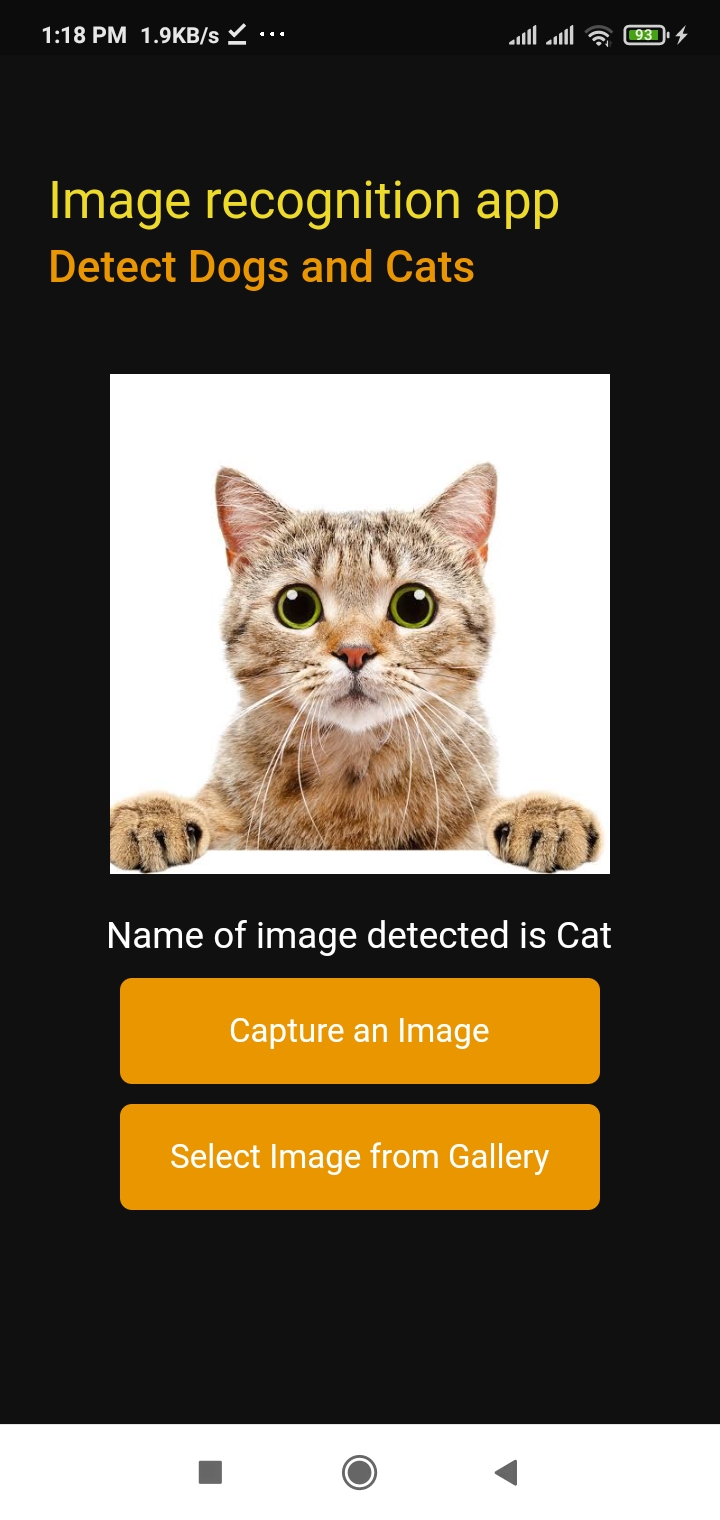 1:18 PM 1.9KB/s ...
93
Image recognition app
Detect Dogs and Cats
Name of image detected is Cat
Capture an Image
Select Image from Gallery